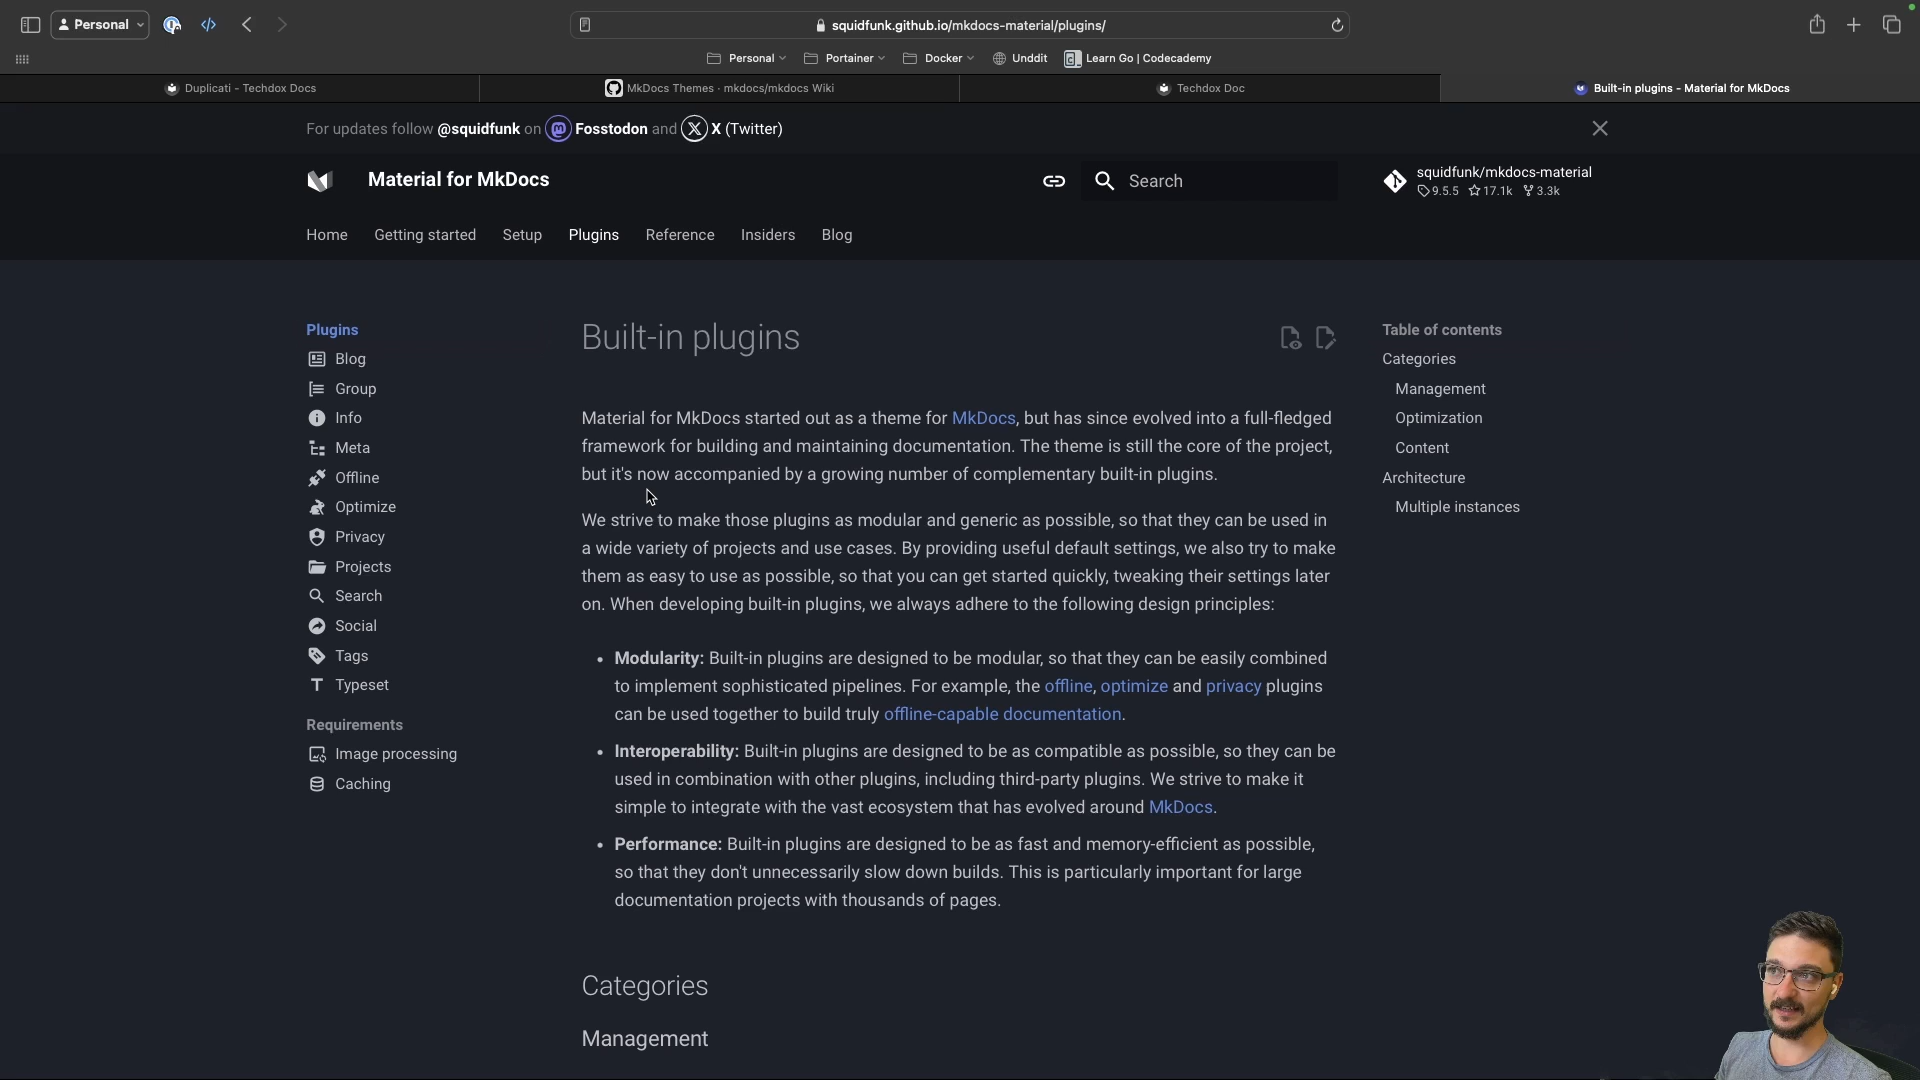 Personal
squidfunk.github.io/mkdocs-material/plugins/
Personal
Portainer
Docker
Unddit
Learn Go | Codecademy
Duplicati - Techdox Docs
MkDocs Themes · mkdocs/mkdocs Wiki
Techdox Doc
Built-in plugins - Material for MkDocs
For updates follow @squidfunk on Fosstodon and X (Twitter)
Material for MkDocs
Search
squidfunk/mkdocs-material
9.5.5 17.1k 3.3k
Home Getting started Setup Plugins Reference Insiders Blog
Plugins
Blog
Group
Info
Meta
Offline
Optimize
Privacy
Projects
Search
Social
Tags
Typeset
Requirements
Image processing
Caching
Built-in plugins
Material for MkDocs started out as a theme for MkDocs, but has since evolved into a full-fledged
framework for building and maintaining documentation. The theme is still the core of the project,
but it's now accompanied by a growing number of complementary built-in plugins.
We strive to make those plugins as modular and generic as possible, so that they can be used in
a wide variety of projects and use cases. By providing useful default settings, we also try to make
them as easy to use as possible, so that you can get started quickly, tweaking their settings later
on. When developing built-in plugins, we always adhere to the following design principles:
• Modularity: Built-in plugins are designed to be modular, so that they can be easily combined
to implement sophisticated pipelines. For example, the offline, optimize and privacy plugins
can be used together to build truly offline-capable documentation.
• Interoperability: Built-in plugins are designed to be as compatible as possible, so they can be
used in combination with other plugins, including third-party plugins. We strive to make it
simple to integrate with the vast ecosystem that has evolved around MkDocs.
• Performance: Built-in plugins are designed to be as fast and memory-efficient as possible,
so that they don't unnecessarily slow down builds. This is particularly important for large
documentation projects with thousands of pages.
Categories
Management
Table of contents
Categories
Management
Optimization
Content
Architecture
Multiple instances